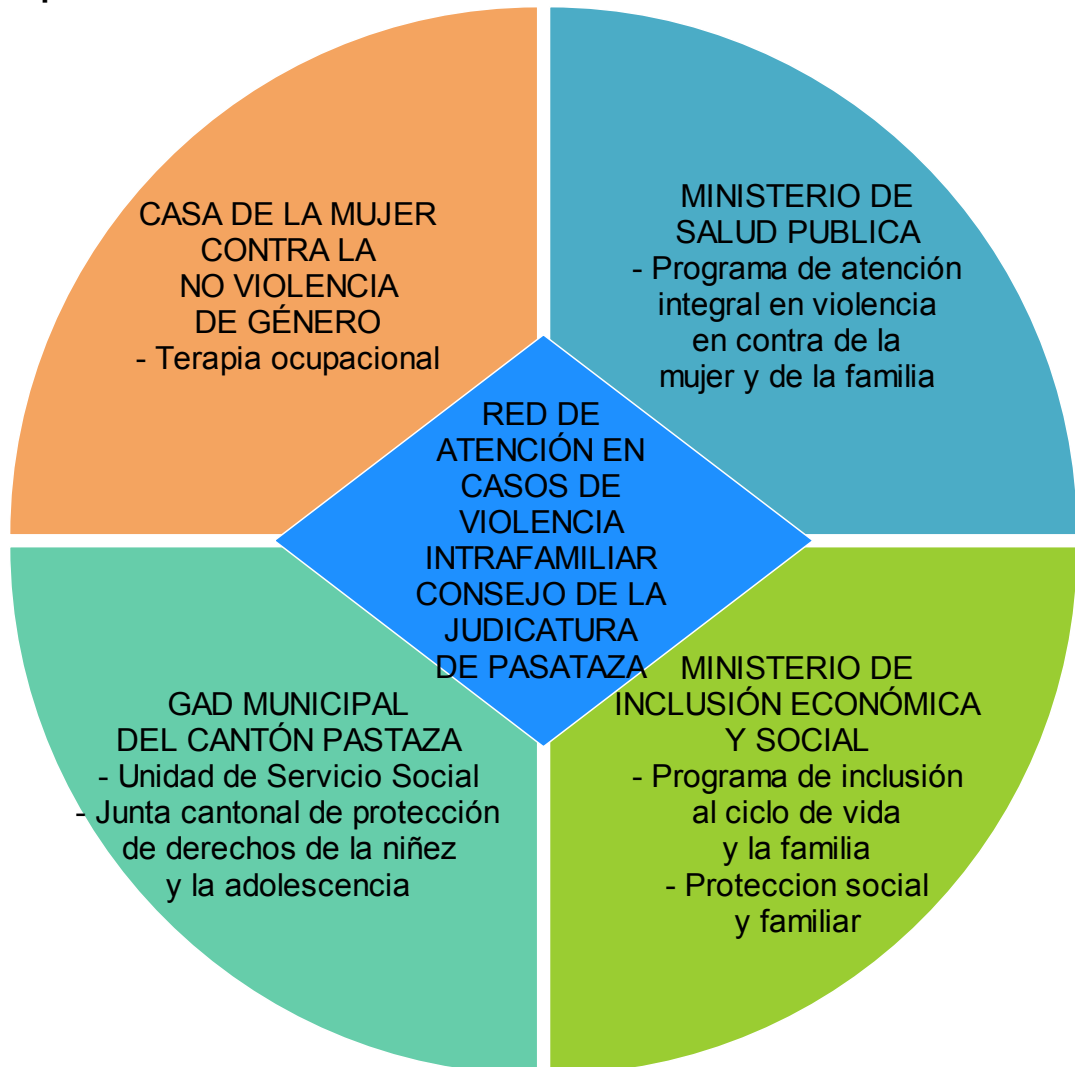 CASA DE LA MUJER
CONTRA LA
NO VIOLENCIA
DE GÉNERO
- Terapia ocupacional
MINISTERIO DE
SALUD PUBLICA
- Programa de atención
integral en violencia
en contra de la
mujer y de la familia
RED DE
ATENCIÓN EN
CASOS DE
VIOLENCIA
INTRAFAMILIAR
CONSEJO DE LA
JUDICATURA
DE PASATAZA
GAD MUNICIPAL
DEL CANTÓN PASTAZA
- Unidad de Servicio Social
- Junta cantonal de protección
de derechos de la niñez
y la adolescencia
MINISTERIO DE
INCLUSIÓN ECONÓMICA
Y SOCIAL
- Programa de inclusión
al ciclo de vida
y la familia
- Proteccion social
y familiar